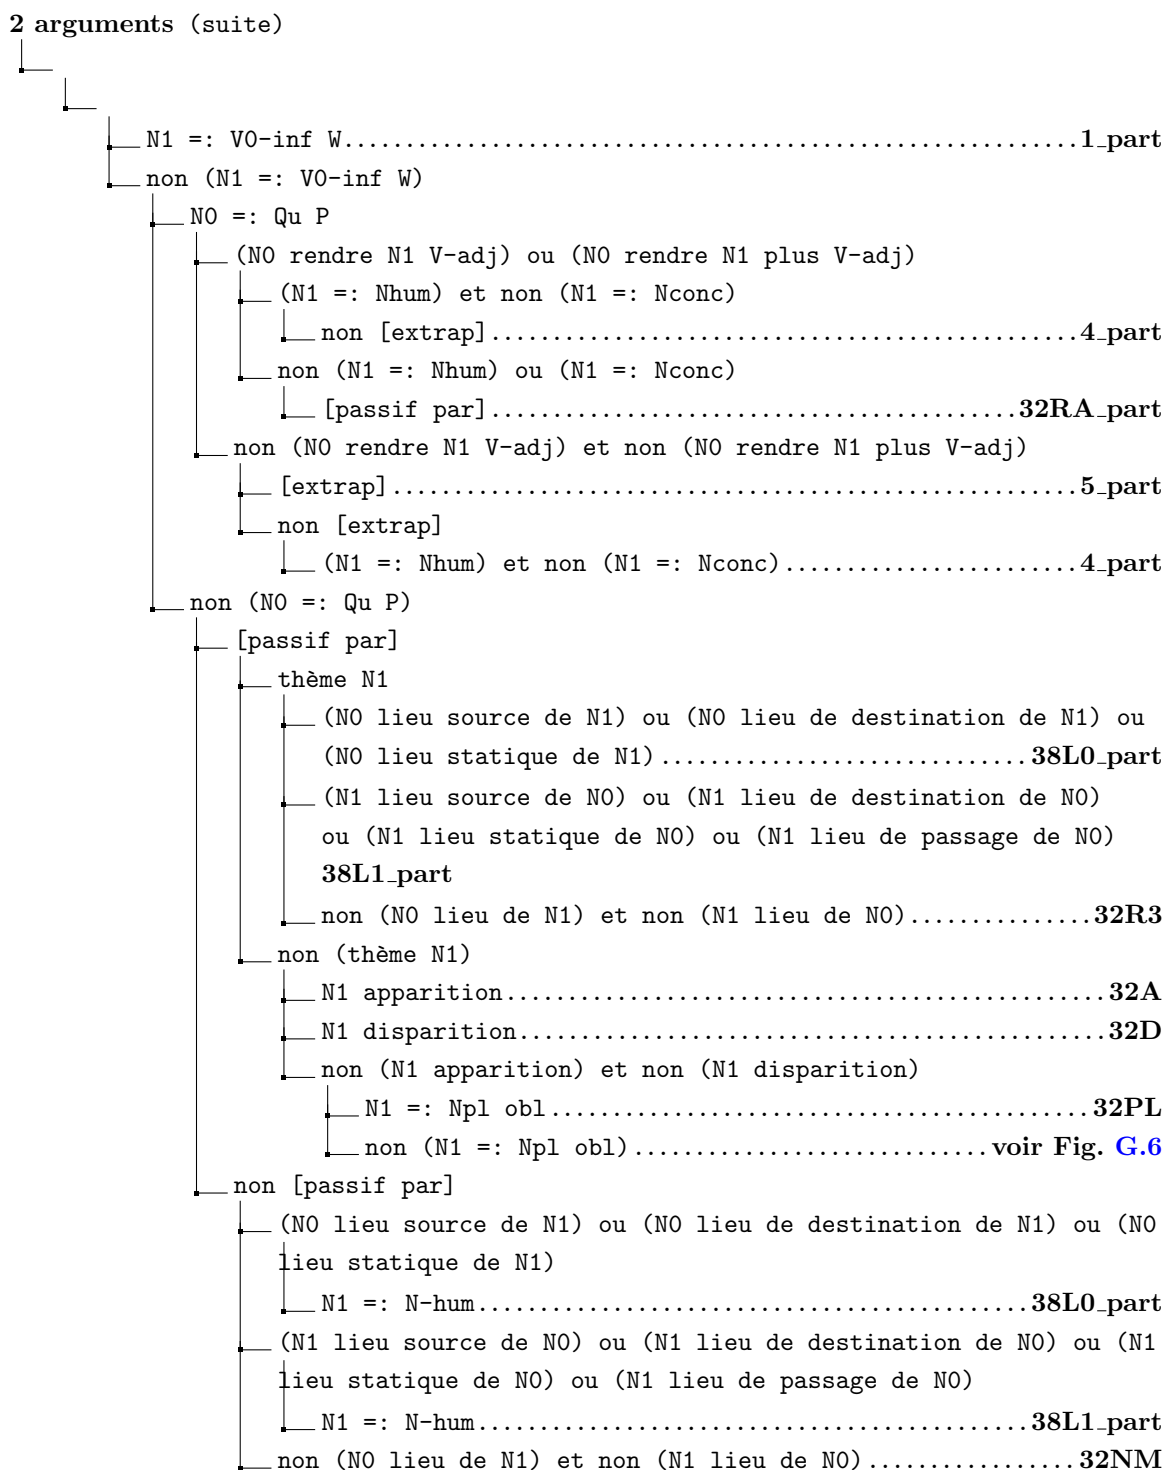 2 arguments (suite)
N1 =: V0-inf W............................................................1_part
non (N1 =: V0-inf W)
N0 =: Qu P
(N0 rendre N1 V-adj) ou (N0 rendre N1 plus V-adj)
(N1 =: Nhum) et non (N1 =: Nconc)
non [extrap]................................................4_part
non (N1 =: Nhum) ou (N1 =: Nconc)
[passif par]...........................................32RA_part
non (N0 rendre N1 V-adj) et non (N0 rendre N1 plus V-adj)
[extrap]........................................................5_part
non [extrap]
(N1 =: Nhum) et non (N1 =: Nconc)........................4_part
non (N0 =: Qu P)
[passif par]
thème N1
(N0 lieu source de N1) ou (N0 lieu de destination de N1) ou
(N0 lieu statique de N1)..............................38L0_part
(N1 lieu source de N0) ou (N1 lieu de destination de N0)
ou (N1 lieu statique de N0) ou (N1 lieu de passage de N0)
38L1_part
non (N0 lieu de N1) et non (N1 lieu de N0)...............32R3
non (thème N1)
N1 apparition.................................................32A
N1 disparition................................................32D
non (N1 apparition) et non (N1 disparition)
N1 =: Npl obl............................................32PL
non (N1 =: Npl obl).............................voir Fig. G.6
non [passif par]
(N0 lieu source de N1) ou (N0 lieu de destination de N1) ou (N0
lieu statique de N1)
N1 =: N-hum.............................................38L0_part
(N1 lieu source de N0) ou (N1 lieu de destination de N0) ou (N1
lieu statique de N0) ou (N1 lieu de passage de N0)
N1 =: N-hum.............................................38L1_part
non (N0 lieu de N1) et non (N1 lieu de N0).................32NM